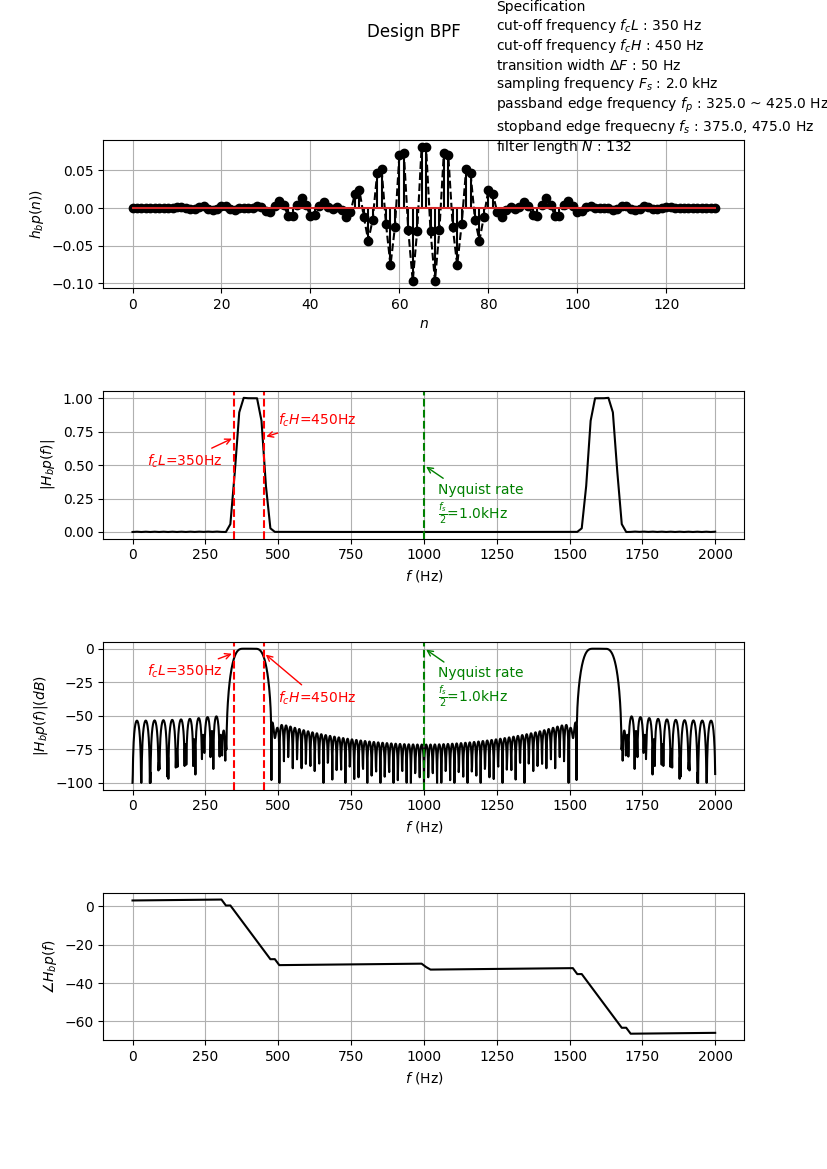 Design BPF
Specification
cut-off frequency f_cL : 350 Hz
cut-off frequency f_cH : 450 Hz
transition width ΔF : 50 Hz
sampling frequency F_s : 2.0 kHz
passband edge frequency f_p : 325.0 ~ 425.0 Hz
stopband edge frequecny f_s : 375.0, 475.0 Hz
filter length N : 132
h_bp(n))
0.05
0.00
−0.05
−0.10
0 20 40 60 80 100 120
n
|H_bp(f)|
1.00
0.75
0.50
0.25
0.00
f_cL=350Hz
f_cH=450Hz
Nyquist rate
f_s/2=1.0kHz
0 250 500 750 1000 1250 1500 1750 2000
f (Hz)
|H_bp(f)|(dB)
0
−25
−50
−75
−100
f_cL=350Hz
f_cH=450Hz
Nyquist rate
f_s/2=1.0kHz
0 250 500 750 1000 1250 1500 1750 2000
f (Hz)
∠H_bp(f)
0
−20
−40
−60
0 250 500 750 1000 1250 1500 1750 2000
f (Hz)